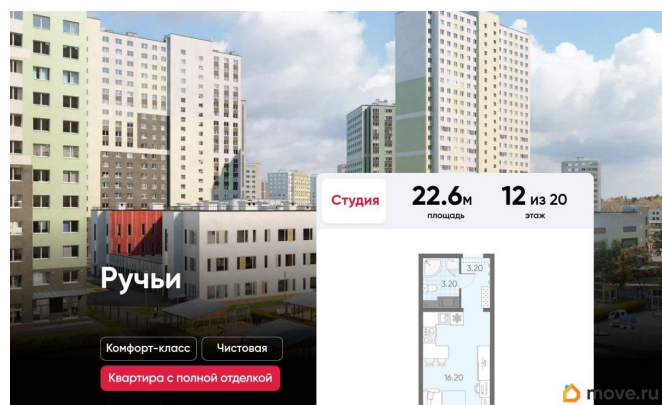 Студия
22.6м
площадь
12 из 20
этаж
3.20
3.20
16.20
Ручьи
Комфорт-класс
Чистовая
Квартира с полной отделкой
move.ru